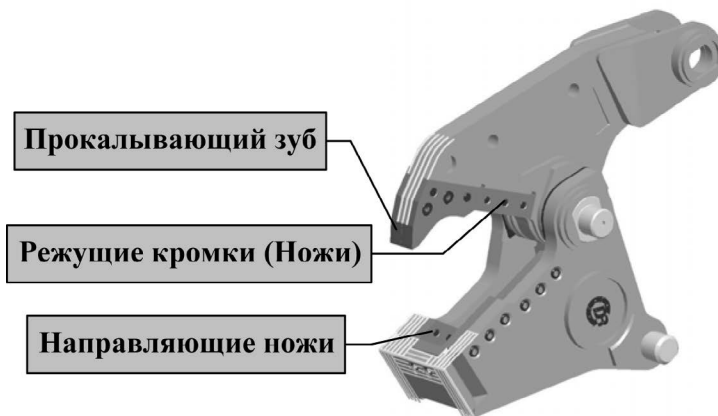 Прокалывающий зуб
Режущие кромки (Ножи)
Направляющие ножи